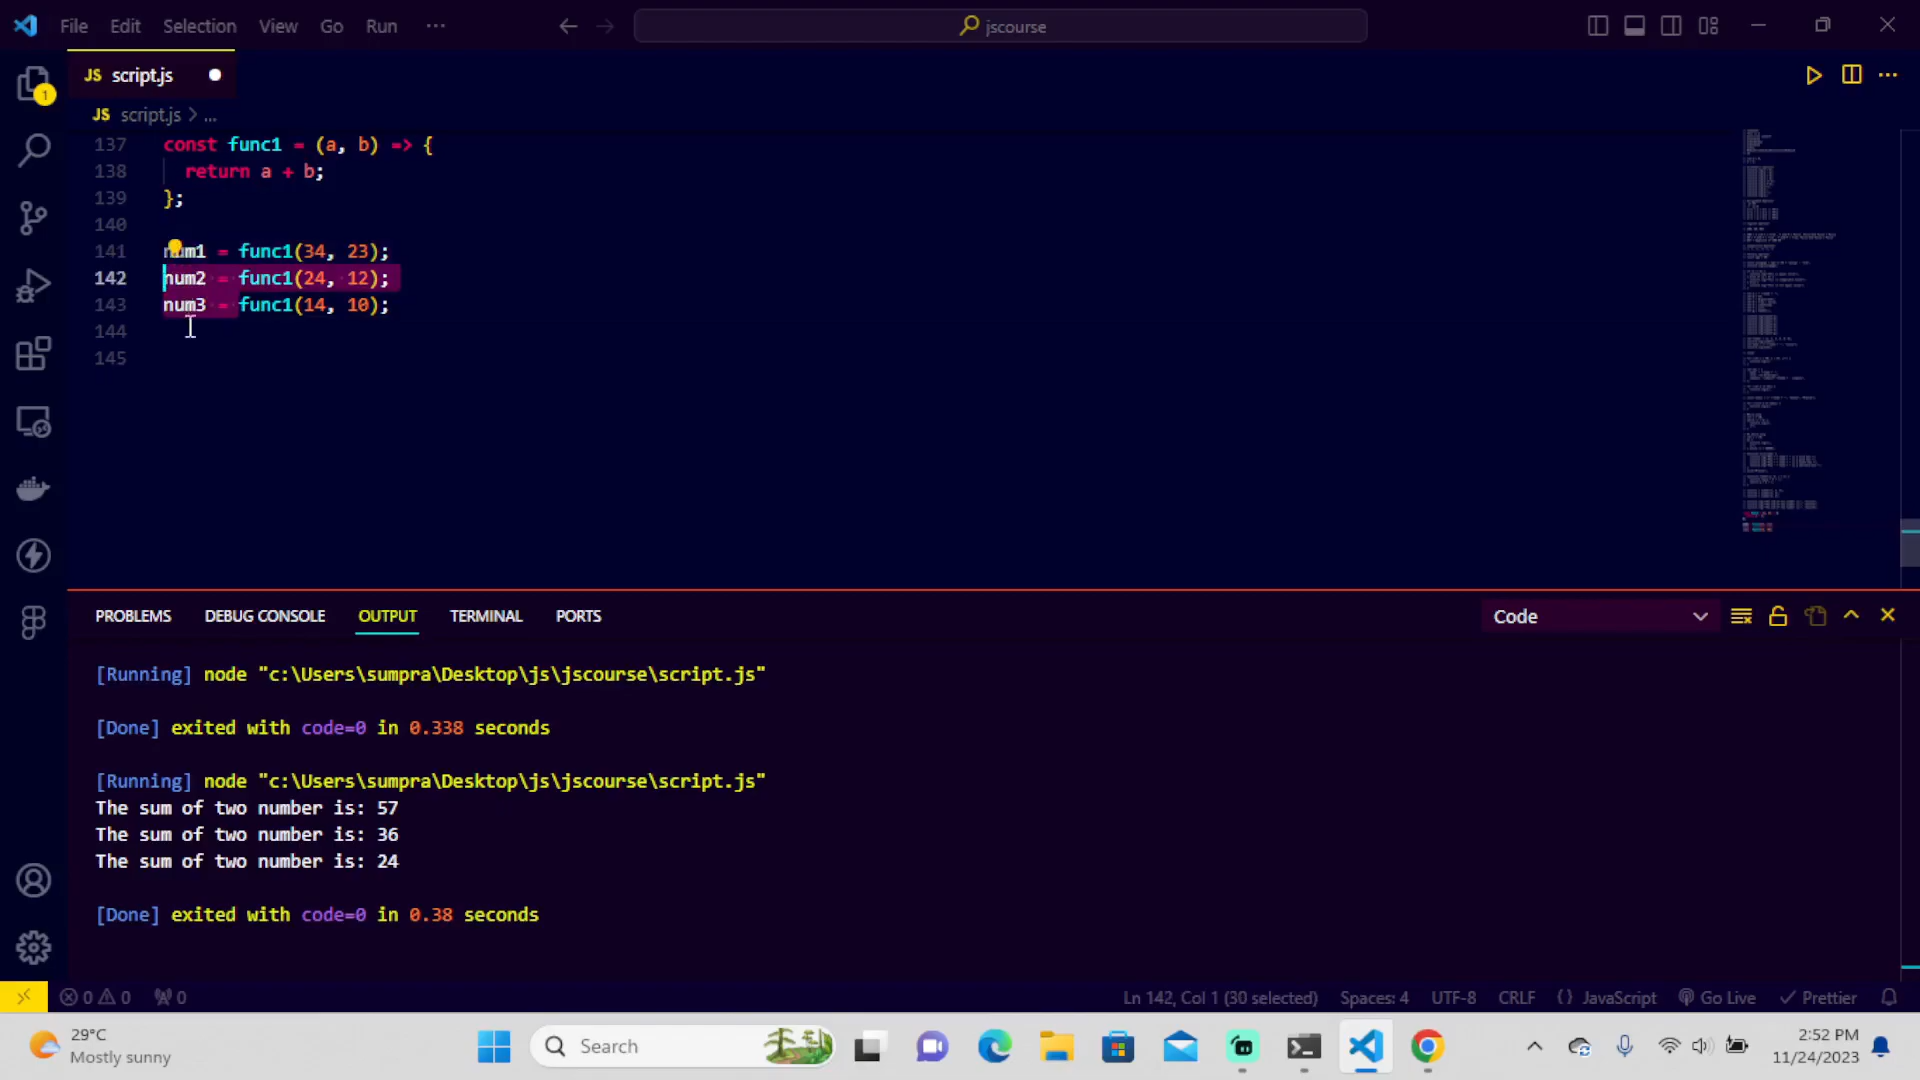 File Edit Selection View Go Run ...
jscourse
JS script.js
1
JS script.js > ...
137 const func1 = (a, b) => {
138 return a + b;
139 };
140
141 num1 = func1(34, 23);
142 num2 = func1(24, 12);
143 num3 = func1(14, 10);
144
145
PROBLEMS DEBUG CONSOLE OUTPUT TERMINAL PORTS Code
[Running] node "c:\Users\sumpra\Desktop\js\jscourse\script.js"
[Done] exited with code=0 in 0.338 seconds
[Running] node "c:\Users\sumpra\Desktop\js\jscourse\script.js"
The sum of two number is: 57
The sum of two number is: 36
The sum of two number is: 24
[Done] exited with code=0 in 0.38 seconds
0 0 0 Ln 142, Col 1 (30 selected) Spaces: 4 UTF-8 CRLF {} JavaScript Go Live Prettier
29°C
Mostly sunny
Search
2:52 PM
11/24/2023